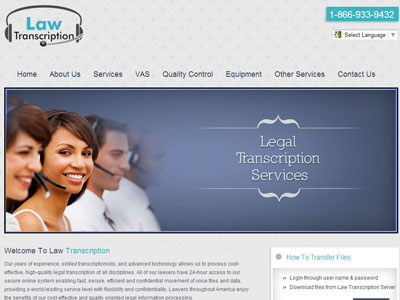 Law
Transcription
1-866-933-9432
Select Language
Home About Us Services VAS Quality Control Equipment Other Services Contact Us
Legal
Transcription
Services
Welcome To Law Transcription
Our years of experience, skilled transcriptionists, and advanced technology allows us to process cost-
effective, high-quality legal transcription of all disciplines. All of our lawyers have 24-hour access to our
secure online system enabling fast, secure, efficient and confidential movement of voice files and data;
providing a world-leading service level with flexibility and confidentiality. Lawyers throughout America enjoy
the benefits of our cost-effective and quality oriented legal information processing.
How To Transfer Files
Login through user name & password
Download files from Law Transcription Server